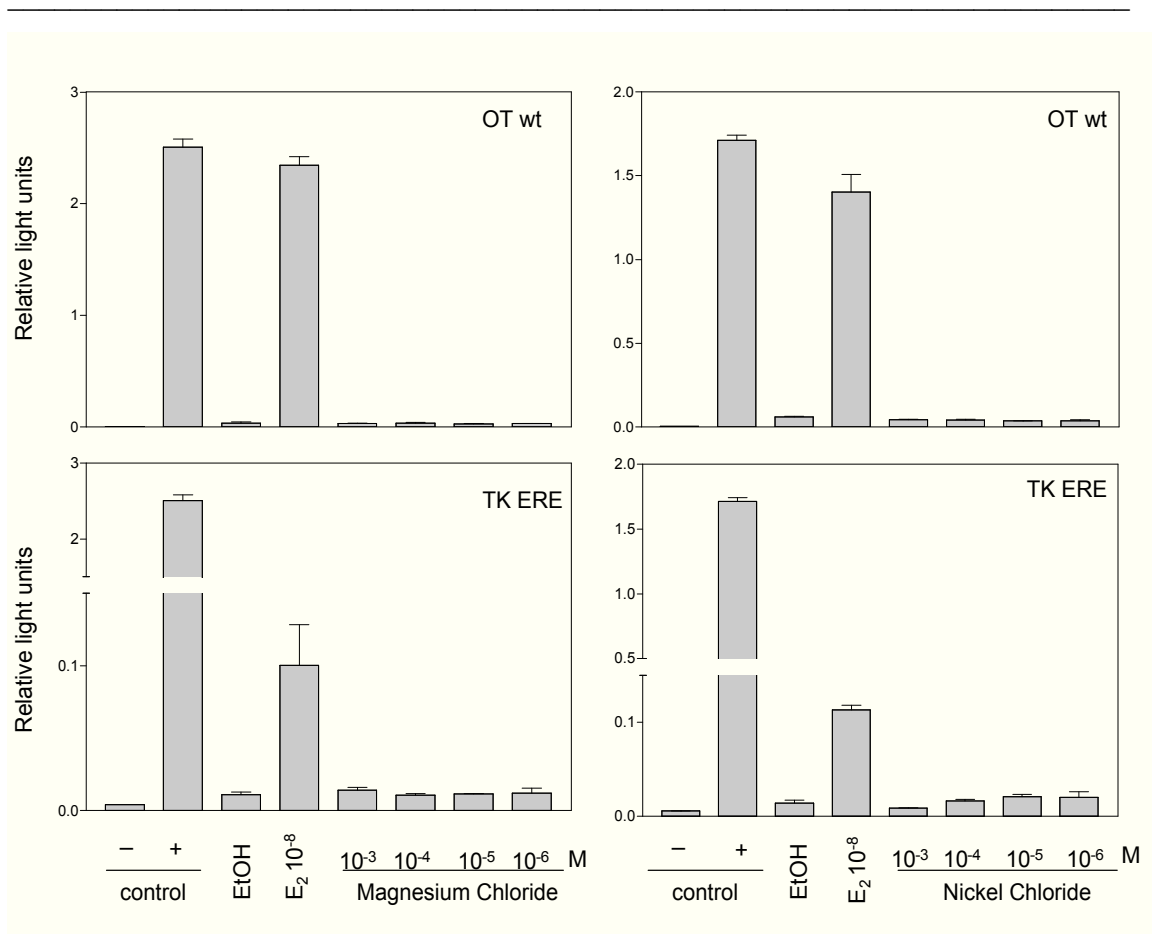 3
2
1
0
Relative light units
OT wt
2.0
1.5
1.0
0.5
0.0
OT wt
3
2
0.1
0.0
Relative light units
TK ERE
2.0
1.5
1.0
0.5
0.1
0.0
TK ERE
– + EtOH E₂ 10⁻⁸ 10⁻³ 10⁻⁴ 10⁻⁵ 10⁻⁶ M
control Magnesium Chloride
– + EtOH E₂ 10⁻⁸ 10⁻³ 10⁻⁴ 10⁻⁵ 10⁻⁶ M
control Nickel Chloride